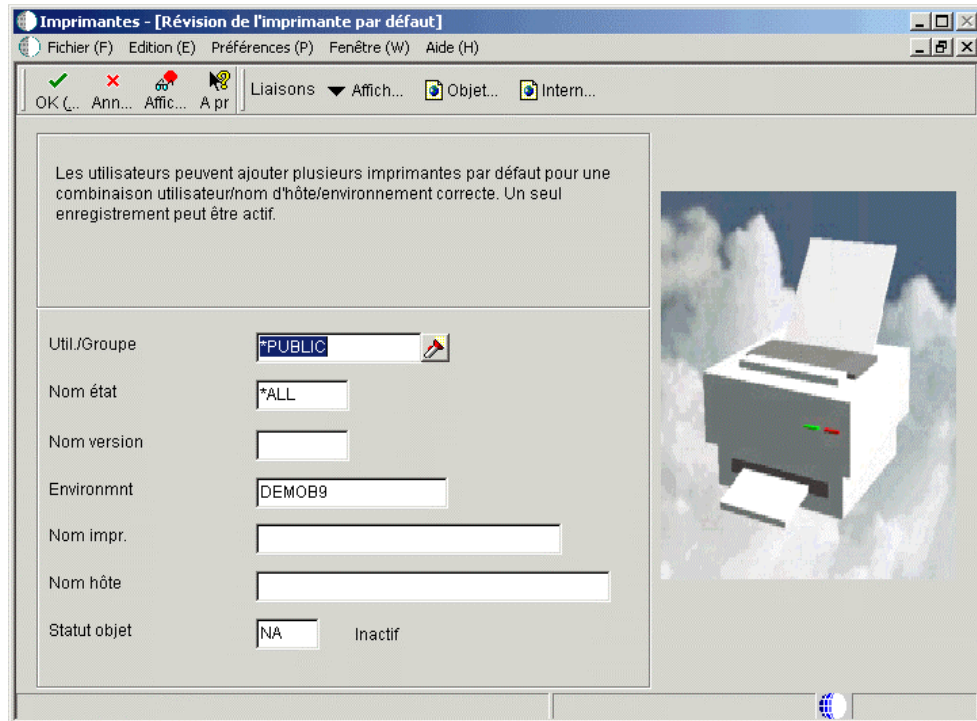 Imprimantes - [Révision de l'imprimante par défaut]
Fichier (F) Edition (E) Préférences (P) Fenêtre (W) Aide (H)
OK (... Ann... Affic... A pr Liaisons Affich... Objet... Intern...
Les utilisateurs peuvent ajouter plusieurs imprimantes par défaut pour une
combinaison utilisateur/nom d'hôte/environnement correcte. Un seul
enregistrement peut être actif.
Util./Groupe *PUBLIC
Nom état *ALL
Nom version
Environmnt DEMOB9
Nom impr.
Nom hôte
Statut objet NA Inactif